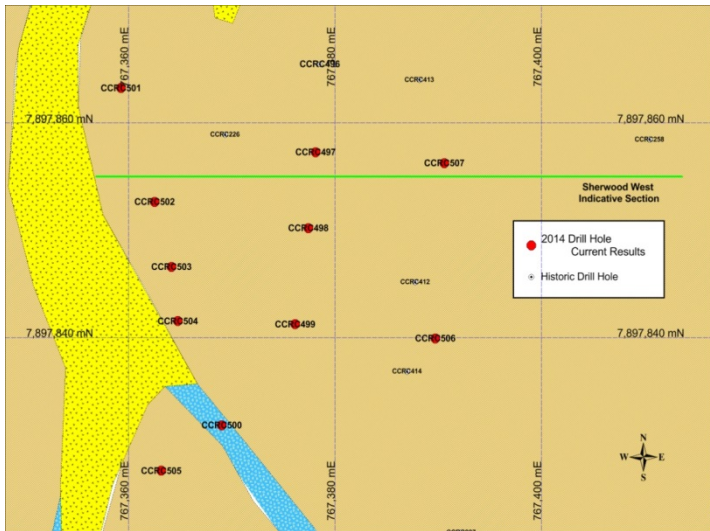 767,360 mE
767,380 mE
767,400 mE
CCRC496
CCRC413
CCRC501
7,897,860 mN
7,897,860 mN
CCRC226
CCRC258
CCRC497
CCRC507
Sherwood West
Indicative Section
CCRC502
CCRC498
2014 Drill Hole
Current Results
Historic Drill Hole
CCRC503
CCRC412
CCRC504
CCRC499
7,897,840 mN
CCRC506
7,897,840 mN
CCRC414
CCRC500
N
W
E
S
CCRC505
767,360 mE
767,380 mE
767,400 mE